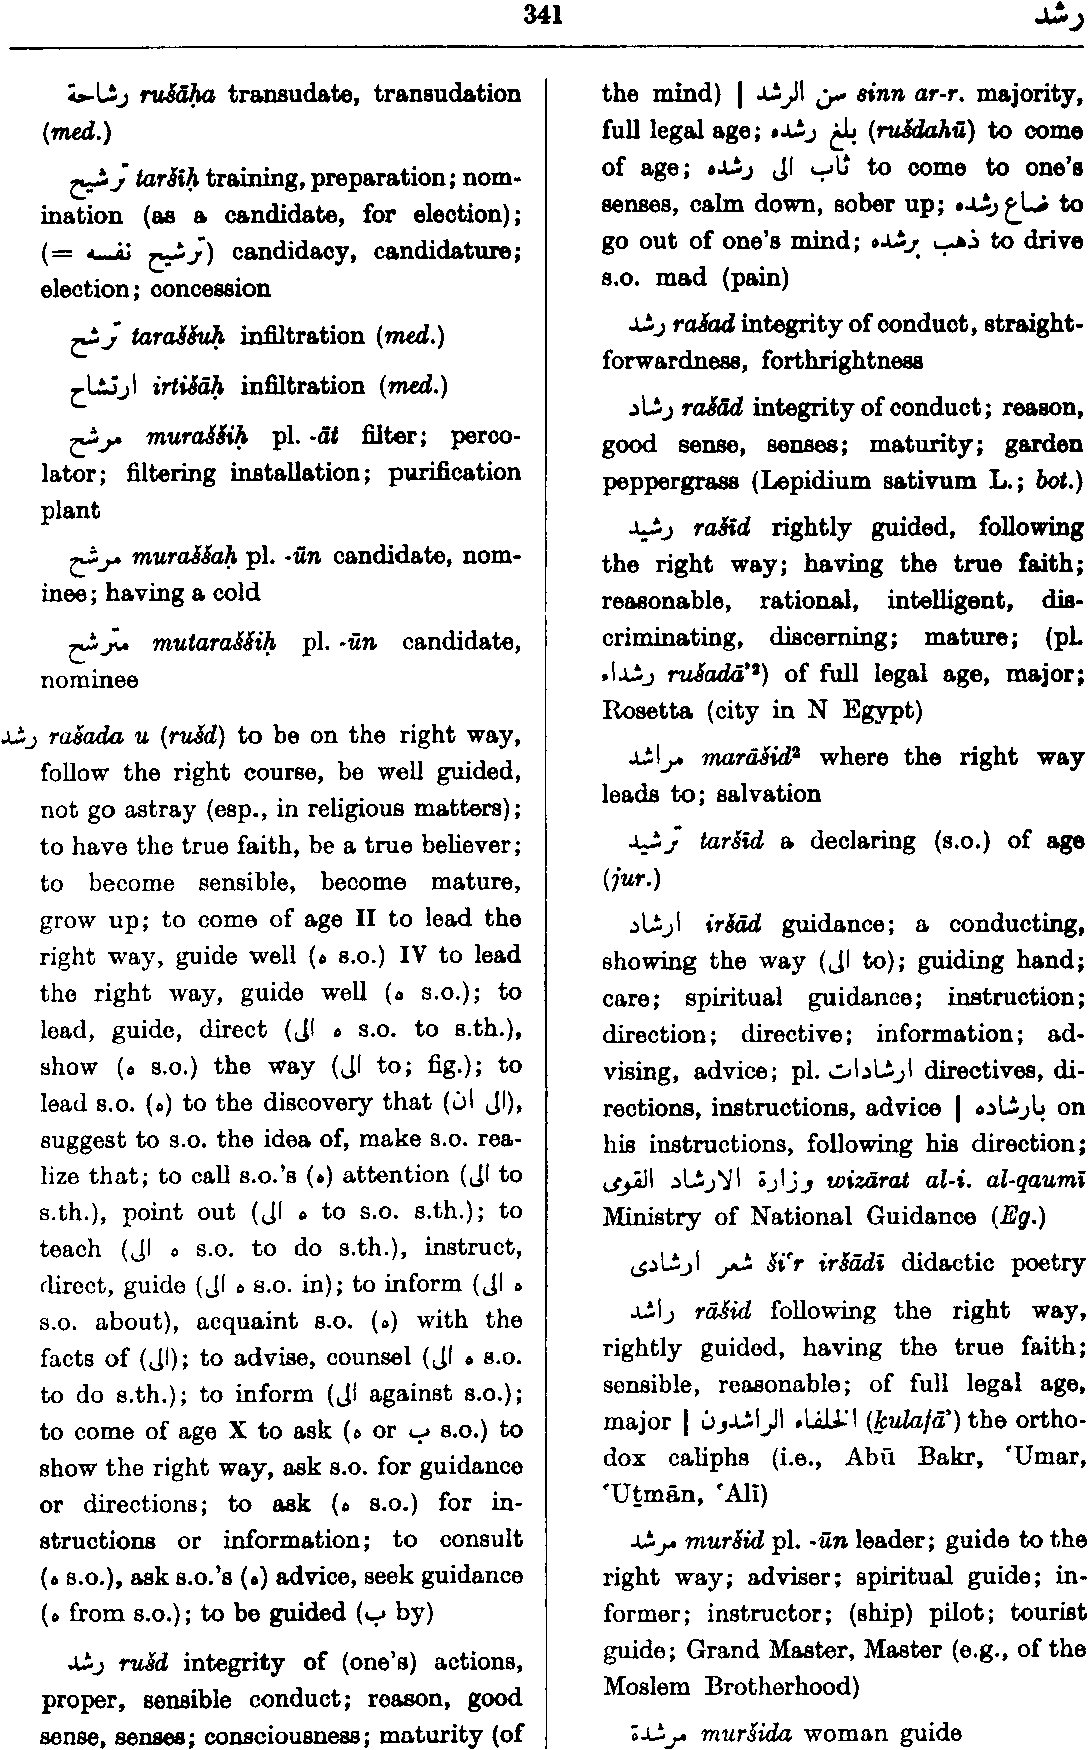 341
رشد
رشاحة rušāḥa transudate, transudation
(med.)
ترشيح taršīḥ training, preparation; nom-
ination (as a candidate, for election);
(= ترشيح نفسه) candidacy, candidature;
election; concession
ترشح taraššuḥ infiltration (med.)
ارتشاح irtišāḥ infiltration (med.)
مرشح muraššiḥ pl. -āt filter; perco-
lator; filtering installation; purification
plant
مرشح muraššaḥ pl. -ūn candidate, nom-
inee; having a cold
مترشح mutaraššiḥ pl. -ūn candidate,
nominee
رشد rašada u (rušd) to be on the right way,
follow the right course, be well guided,
not go astray (esp., in religious matters);
to have the true faith, be a true believer;
to become sensible, become mature,
grow up; to come of age II to lead the
right way, guide well (ه s.o.) IV to lead
the right way, guide well (ه s.o.); to
lead, guide, direct (ه الى s.o. to s.th.),
show (ه s.o.) the way (الى to; fig.); to
lead s.o. (ه) to the discovery that (الى ان),
suggest to s.o. the idea of, make s.o. rea-
lize that; to call s.o.'s (ه) attention (الى to
s.th.), point out (ه الى to s.o. s.th.); to
teach (ه الى s.o. to do s.th.), instruct,
direct, guide (ه الى s.o. in); to inform (ه الى
s.o. about), acquaint s.o. (ه) with the
facts of (الى); to advise, counsel (ه الى s.o.
to do s.th.); to inform (الى against s.o.);
to come of age X to ask (ه or ب s.o.) to
show the right way, ask s.o. for guidance
or directions; to ask (ه s.o.) for in-
structions or information; to consult
(ه s.o.), ask s.o.'s (ه) advice, seek guidance
(ه from s.o.); to be guided (ب by)
رشد rušd integrity of (one's) actions,
proper, sensible conduct; reason, good
sense, senses; consciousness; maturity (of
the mind) | سن الرشد sinn ar-r. majority,
full legal age; بلغ رشده (rušdahū) to come
of age; ثاب الى رشده to come to one's
senses, calm down, sober up; ضاع رشده to
go out of one's mind; ذهب برشده to drive
s.o. mad (pain)
رشد rašad integrity of conduct, straight-
forwardness, forthrightness
رشاد rašād integrity of conduct; reason,
good sense, senses; maturity; garden
peppergrass (Lepidium sativum L.; bot.)
رشيد rašīd rightly guided, following
the right way; having the true faith;
reasonable, rational, intelligent, dis-
criminating, discerning; mature; (pl.
رشداء rušadā'²) of full legal age, major;
Rosetta (city in N Egypt)
مراشد marāšid² where the right way
leads to; salvation
ترشيد taršīd a declaring (s.o.) of age
(jur.)
ارشاد iršād guidance; a conducting,
showing the way (الى to); guiding hand;
care; spiritual guidance; instruction;
direction; directive; information; ad-
vising, advice; pl. ارشادات directives, di-
rections, instructions, advice | بارشاده on
his instructions, following his direction;
وزارة الارشاد القومى wizārat al-i. al-qaumī
Ministry of National Guidance (Eg.)
شعر ارشادى ši‘r iršādī didactic poetry
راشد rāšid following the right way,
rightly guided, having the true faith;
sensible, reasonable; of full legal age,
major | الخلفاء الراشدون (ḵulafā’) the ortho-
dox caliphs (i.e., Abū Bakr, ‘Umar,
‘Uṯmān, ‘Alī)
مرشد muršid pl. -ūn leader; guide to the
right way; adviser; spiritual guide; in-
former; instructor; (ship) pilot; tourist
guide; Grand Master, Master (e.g., of the
Moslem Brotherhood)
مرشدة muršida woman guide